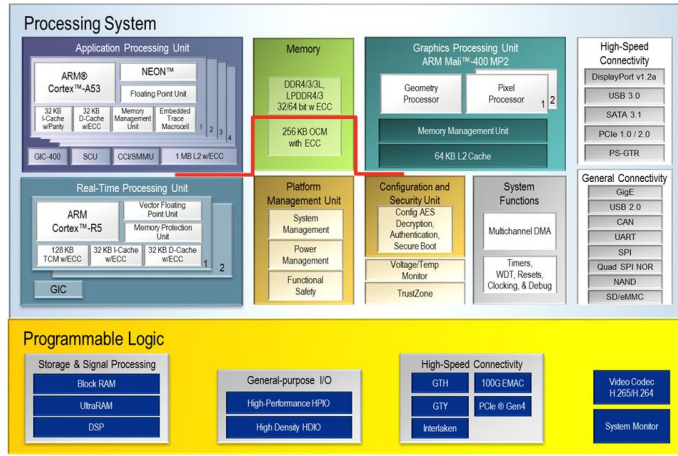 Processing System
Application Processing Unit
ARM®
Cortex™-A53
NEON™
Floating Point Unit
32 KB
I-Cache
w/Parity
32 KB
D-Cache
w/ECC
Memory
Management
Unit
Embedded
Trace
Macrocell
1
2
3
4
GIC-400
SCU
CCI/SMMU
1 MB L2 w/ECC
Memory
DDR4/3/3L,
LPDDR4/3
32/64 bit w ECC
256 KB OCM
with ECC
Graphics Processing Unit
ARM Mali™-400 MP2
Geometry
Processor
Pixel
Processor
1
2
Memory Management Unit
64 KB L2 Cache
High-Speed
Connectivity
DisplayPort v1.2a
USB 3.0
SATA 3.1
PCIe 1.0 / 2.0
PS-GTR
Real-Time Processing Unit
ARM
Cortex™-R5
Vector Floating
Point Unit
Memory Protection
Unit
128 KB
TCM w/ECC
32 KB I-Cache
w/ECC
32 KB D-Cache
w/ECC
1
2
GIC
Platform
Management Unit
System
Management
Power
Management
Functional
Safety
Configuration and
Security Unit
Config AES
Decryption,
Authentication,
Secure Boot
Voltage/Temp
Monitor
TrustZone
System
Functions
Multichannel DMA
Timers,
WDT, Resets,
Clocking, & Debug
General Connectivity
GigE
USB 2.0
CAN
UART
SPI
Quad SPI NOR
NAND
SD/eMMC
Programmable Logic
Storage & Signal Processing
Block RAM
UltraRAM
DSP
General-purpose I/O
High-Performance HPIO
High Density HDIO
High-Speed Connectivity
GTH
100G EMAC
GTY
PCIe ® Gen4
Interlaken
Video Codec
H.265/H.264
System Monitor